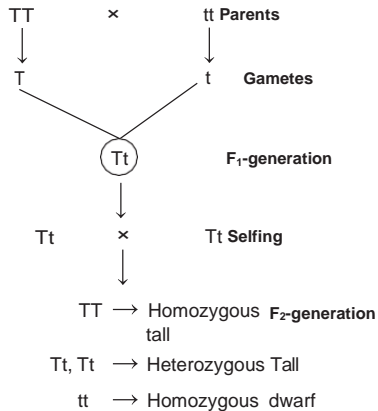 TT × tt Parents
T t Gametes
Tt F₁-generation
Tt × Tt Selfing
TT → Homozygous F₂-generation
tall
Tt, Tt → Heterozygous Tall
tt → Homozygous dwarf